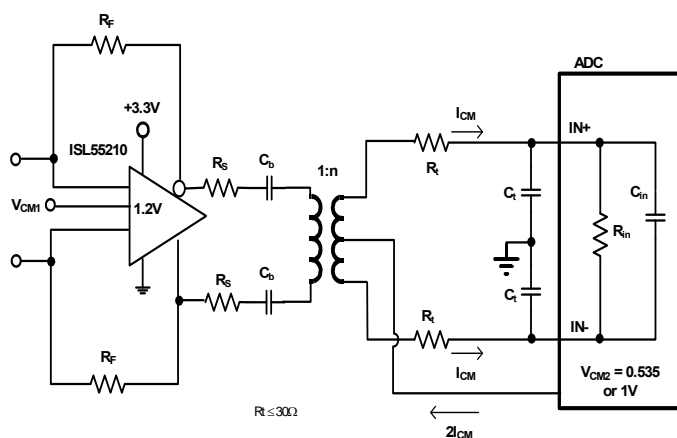 RF
ADC
+3.3V
ISL55210
ICM
IN+
RS
Cb
1:n
Rt
VCM1
1.2V
Ct
Cin
Rin
Cb
Ct
RS
Rt
IN-
RF
ICM
VCM2 = 0.535
or 1V
Rt ≤ 30Ω
2ICM